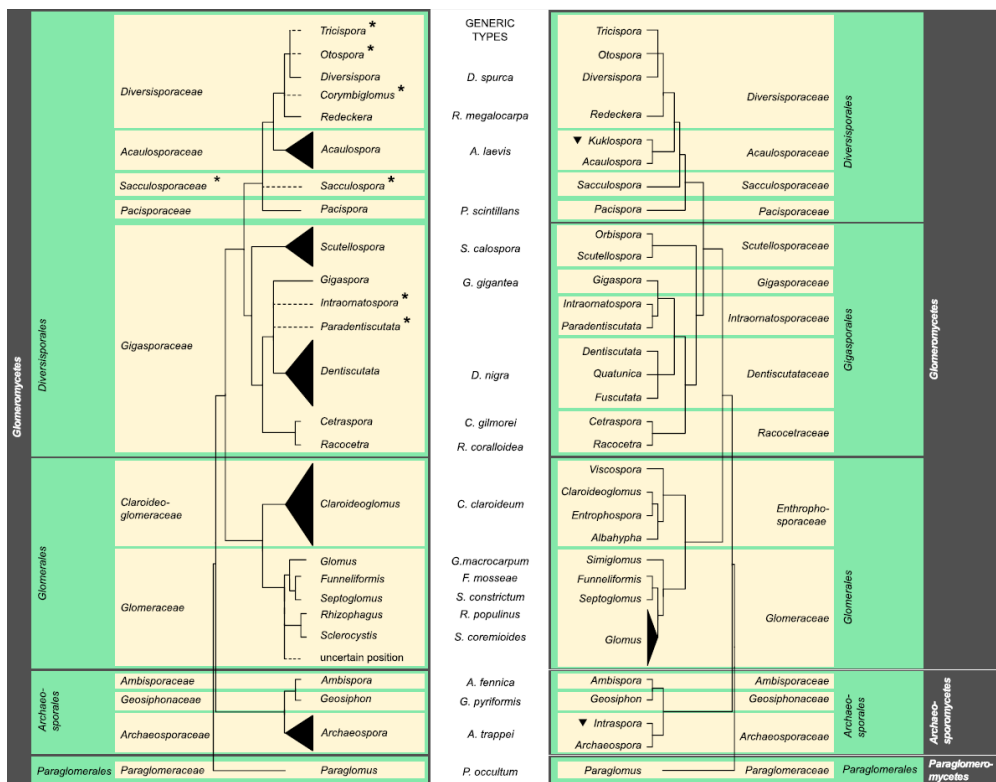 GENERIC
TYPES
Glomeromycetes
Diversisporales
Diversisporaceae
Tricispora *
Otospora *
Diversispora
Corymbiglomus *
Redeckera
Acaulosporaceae
Acaulospora
Sacculosporaceae *
Sacculospora *
Pacisporaceae
Pacispora
Gigasporaceae
Scutellospora
Gigaspora
Intraornatospora *
Paradentiscutata *
Dentiscutata
Cetraspora
Racocetra
Glomerales
Claroideo-
glomeraceae
Claroideoglomus
Glomeraceae
Glomus
Funneliformis
Septoglomus
Rhizophagus
Sclerocystis
uncertain position
Archaeo-
sporales
Ambisporaceae
Ambispora
Geosiphonaceae
Geosiphon
Archaeosporaceae
Archaeospora
Paraglomerales
Paraglomeraceae
Paraglomus
D. spurca
R. megalocarpa
A. laevis
P. scintillans
S. calospora
G. gigantea
D. nigra
C. gilmorei
R. coralloidea
C. claroideum
G.macrocarpum
F. mosseae
S. constrictum
R. populinus
S. coremioides
A. fennica
G. pyriformis
A. trappei
P. occultum
Tricispora
Otospora
Diversispora
Redeckera
Diversisporaceae
▼ Kuklospora
Acaulospora
Acaulosporaceae
Sacculospora
Sacculosporaceae
Pacispora
Pacisporaceae
Diversisporales
Orbispora
Scutellospora
Scutellosporaceae
Gigaspora
Gigasporaceae
Intraornatospora
Paradentiscutata
Intraornatosporaceae
Dentiscutata
Quatunica
Fuscutata
Dentiscutataceae
Cetraspora
Racocetra
Racocetraceae
Gigasporales
Viscospora
Claroideoglomus
Entrophospora
Albahypha
Enthropho-
sporaceae
Simiglomus
Funneliformis
Septoglomus
Glomus
Glomeraceae
Glomerales
Glomeromycetes
Ambispora
Ambisporaceae
Geosiphon
Geosiphonaceae
▼ Intraspora
Archaeospora
Archaeosporaceae
Archaeo-
sporales
Archaeo-
sporomycetes
Paraglomus
Paraglomeraceae
Paraglomerales
Paraglomero-
mycetes